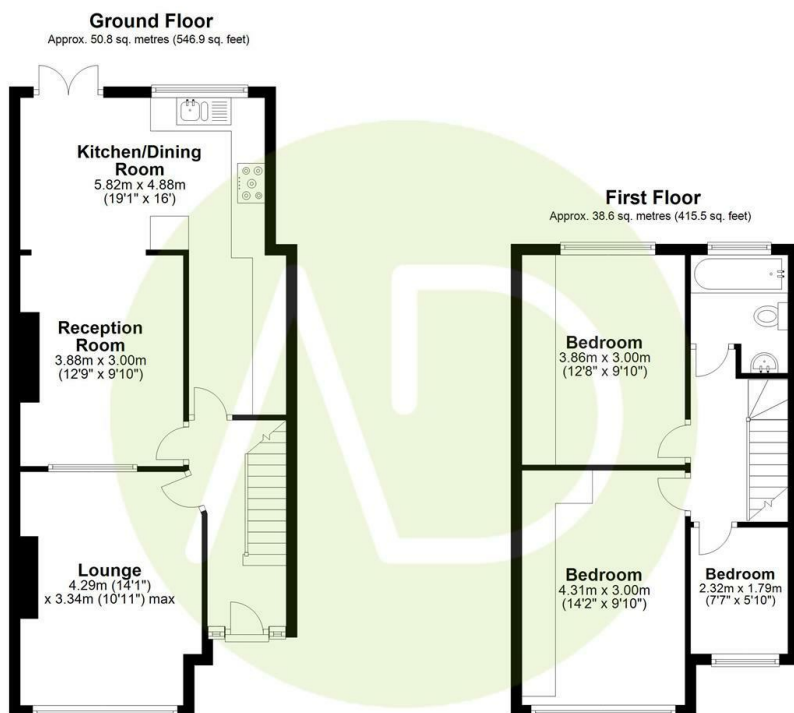 Ground Floor
Approx. 50.8 sq. metres (546.9 sq. feet)
Kitchen/Dining
Room
5.82m x 4.88m
(19'1" x 16')
Reception
Room
3.88m x 3.00m
(12'9" x 9'10")
Lounge
4.29m (14'1")
x 3.34m (10'11") max
First Floor
Approx. 38.6 sq. metres (415.5 sq. feet)
Bedroom
3.86m x 3.00m
(12'8" x 9'10")
Bedroom
4.31m x 3.00m
(14'2" x 9'10")
Bedroom
2.32m x 1.79m
(7'7" x 5'10")
AD